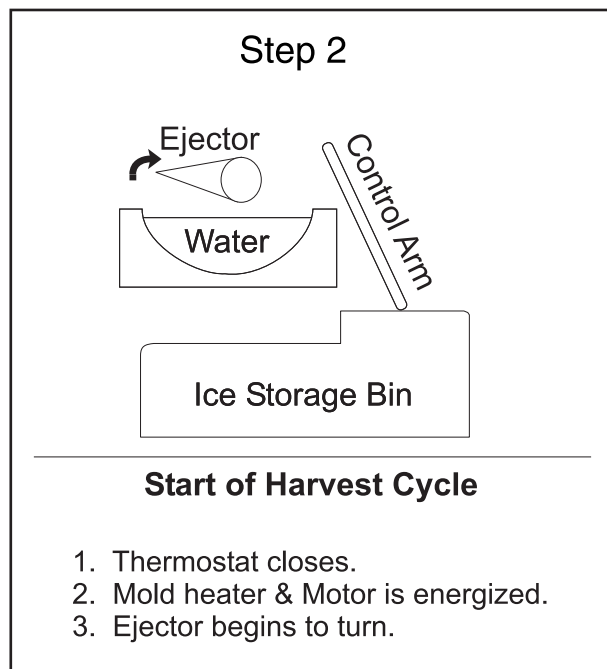 Step 2
Ejector
Control Arm
Water
Ice Storage Bin
Start of Harvest Cycle
1. Thermostat closes.
2. Mold heater & Motor is energized.
3. Ejector begins to turn.